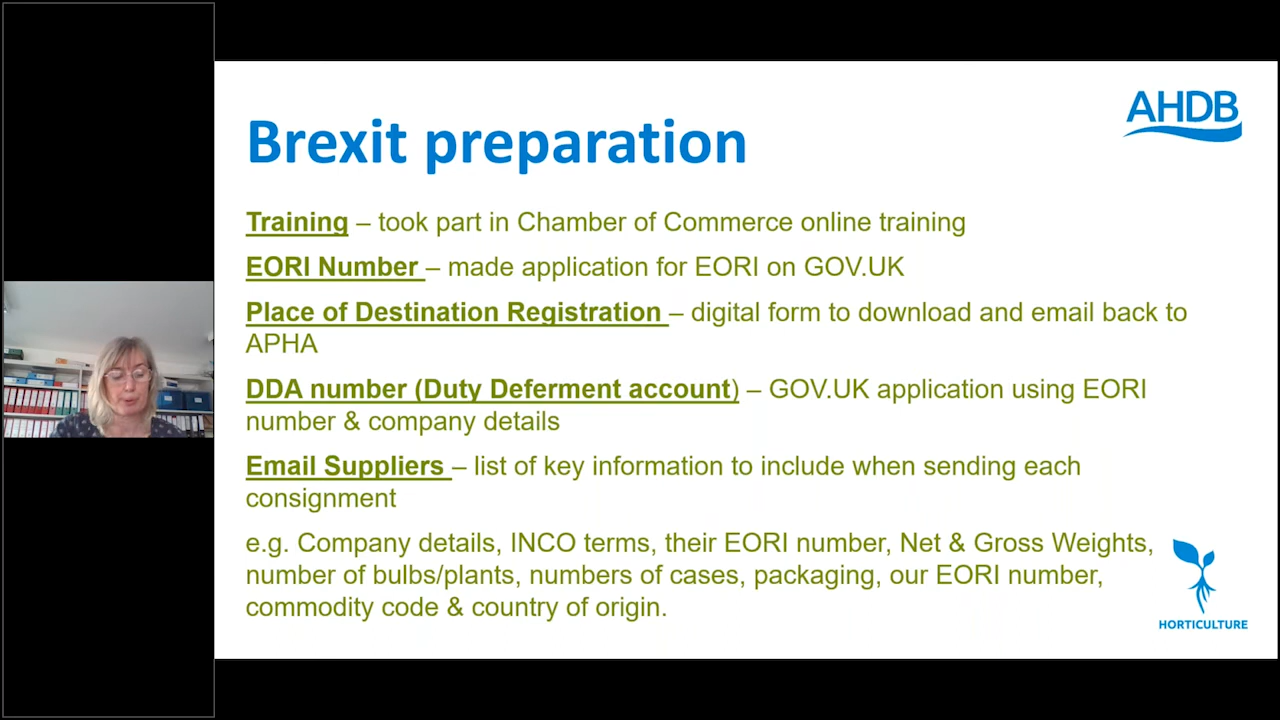 AHDB
Brexit preparation
Training – took part in Chamber of Commerce online training
EORI Number – made application for EORI on GOV.UK
Place of Destination Registration – digital form to download and email back to
APHA
DDA number (Duty Deferment account) – GOV.UK application using EORI
number & company details
Email Suppliers – list of key information to include when sending each
consignment
e.g. Company details, INCO terms, their EORI number, Net & Gross Weights,
number of bulbs/plants, numbers of cases, packaging, our EORI number,
commodity code & country of origin.
HORTICULTURE